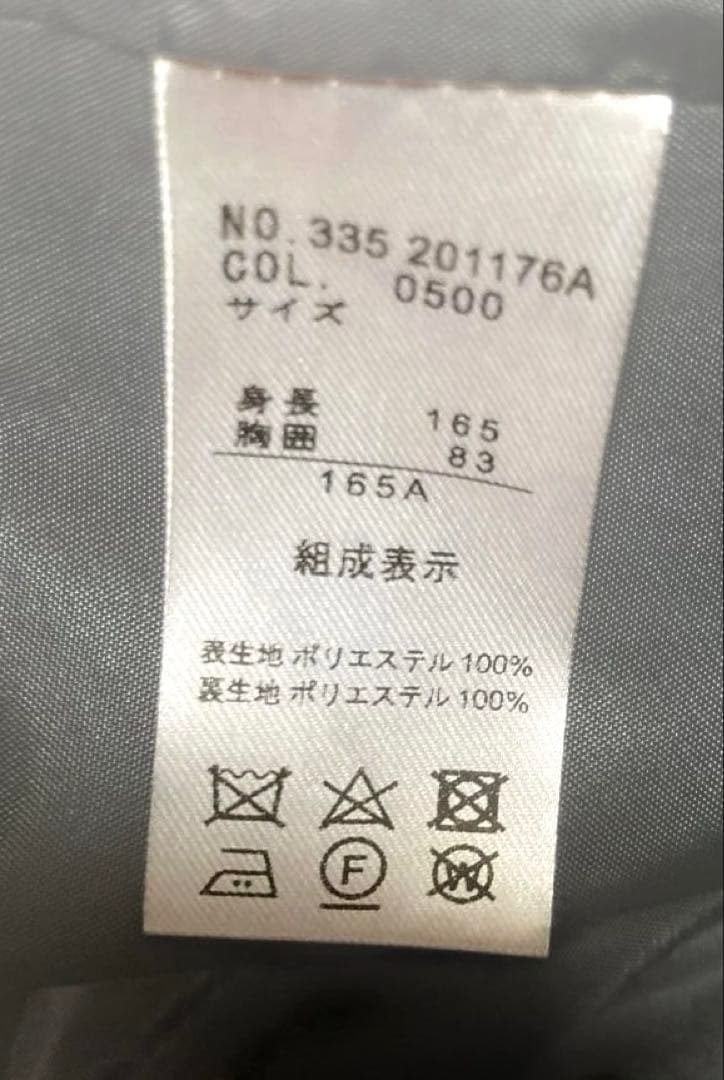 NO. 335 201176A
COL. 0500
サイズ
身長 165
胸囲 83
165A
組成表示
表生地 ポリエステル 100%
裏生地 ポリエステル 100%
F
W